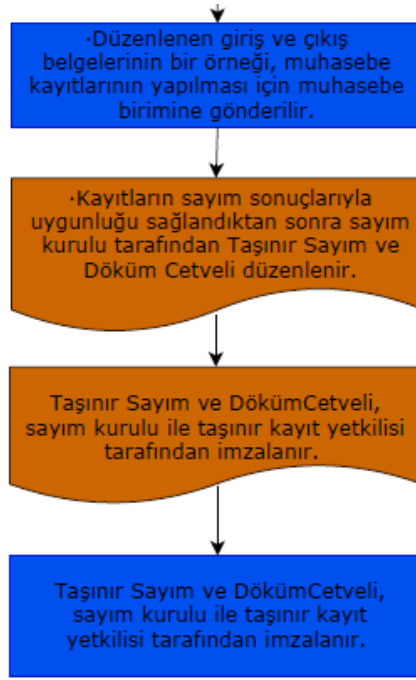 ·Düzenlenen giriş ve çıkış
belgelerinin bir örneği, muhasebe
kayıtlarının yapılması için muhasebe
birimine gönderilir.
·Kayıtların sayım sonuçlarıyla
uygunluğu sağlandıktan sonra sayım
kurulu tarafından Taşınır Sayım ve
Döküm Cetveli düzenlenir.
Taşınır Sayım ve DökümCetveli,
sayım kurulu ile taşınır kayıt yetkilisi
tarafından imzalanır.
Taşınır Sayım ve DökümCetveli,
sayım kurulu ile taşınır kayıt
yetkilisi tarafından imzalanır.